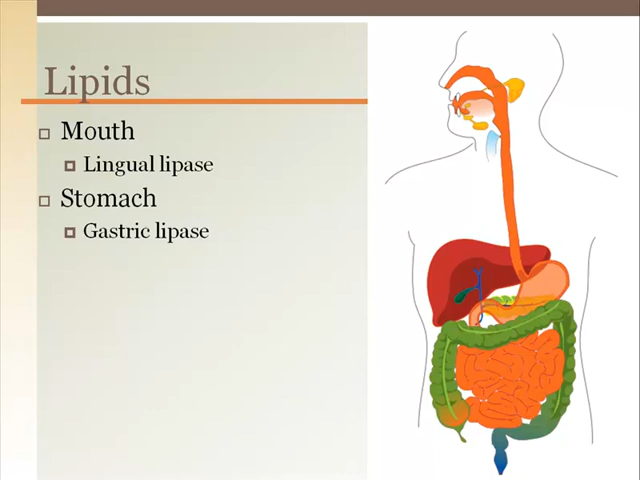 Lipids
Mouth
Lingual lipase
Stomach
Gastric lipase